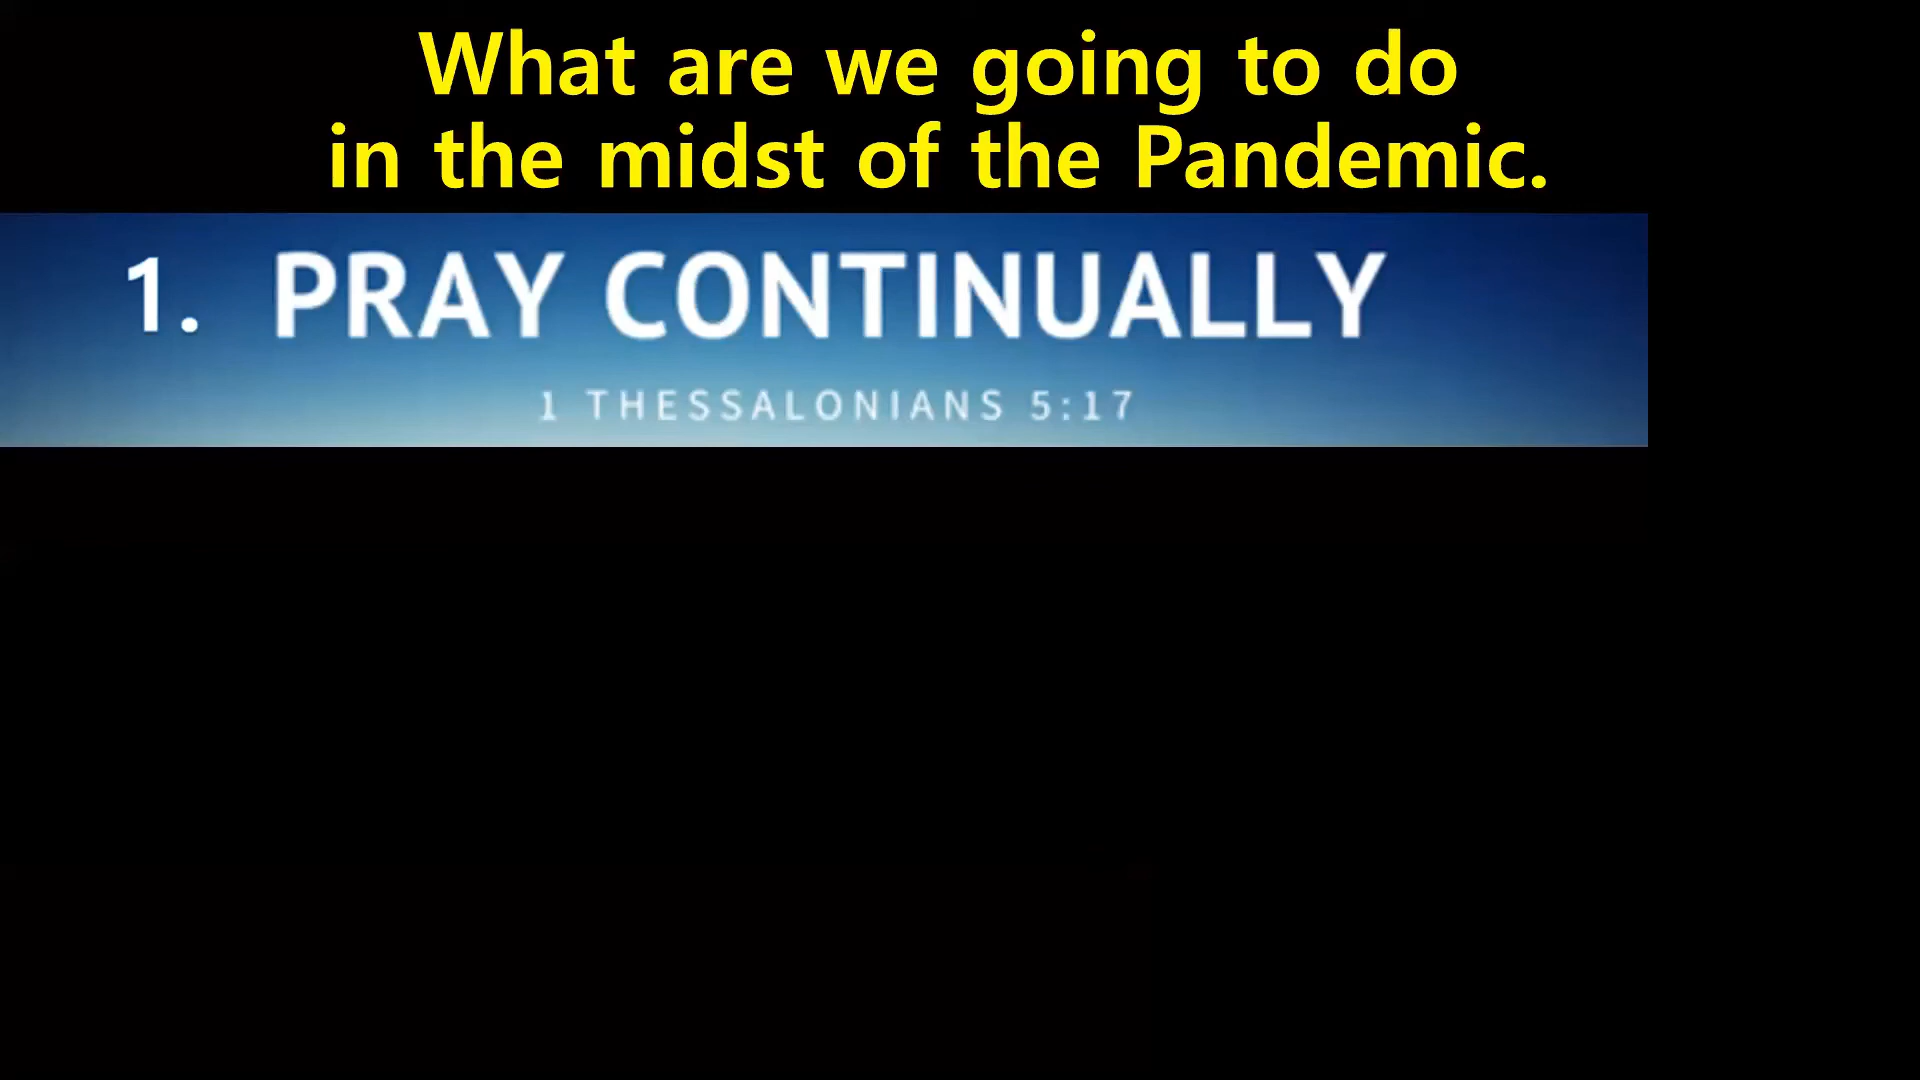 What are we going to do
in the midst of the Pandemic.
1. PRAY CONTINUALLY
1 THESSALONIANS 5:17